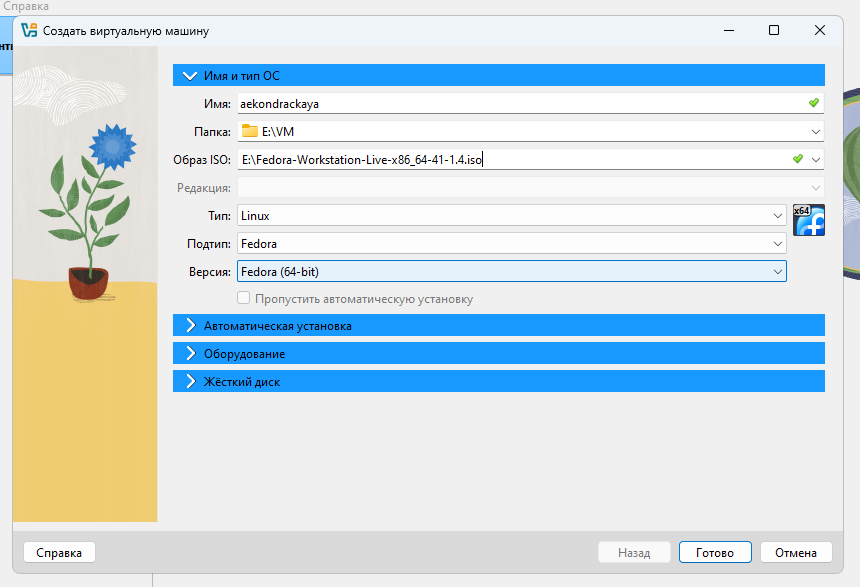 Справка
Создать виртуальную машину
Имя и тип ОС
Имя: aekondrackaya
Папка: E:\VM
Образ ISO: E:\Fedora-Workstation-Live-x86_64-41-1.4.iso
Редакция:
Тип: Linux
x64
Подтип: Fedora
Версия: Fedora (64-bit)
Пропустить автоматическую установку
Автоматическая установка
Оборудование
Жёсткий диск
Справка
Назад
Готово
Отмена